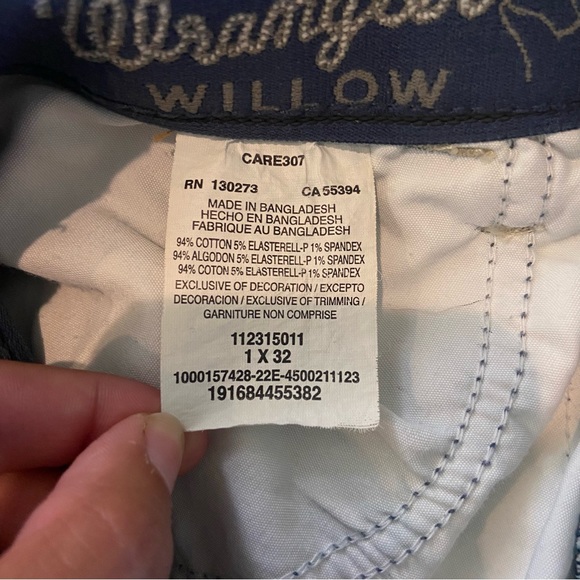 Wrangler
WILLOW
CARE307
RN 130273 CA 55394
MADE IN BANGLADESH
HECHO EN BANGLADESH
FABRIQUE AU BANGLADESH
94% COTTON 5% ELASTERELL-P 1% SPANDEX
94% ALGODON 5% ELASTERELL-P 1% SPANDEX
94% COTON 5% ELASTERELL-P 1% SPANDEX
EXCLUSIVE OF DECORATION / EXCEPTO
DECORACION / EXCLUSIVE OF TRIMMING /
GARNITURE NON COMPRISE
112315011
1 X 32
1000157428-22E-4500211123
191684455382